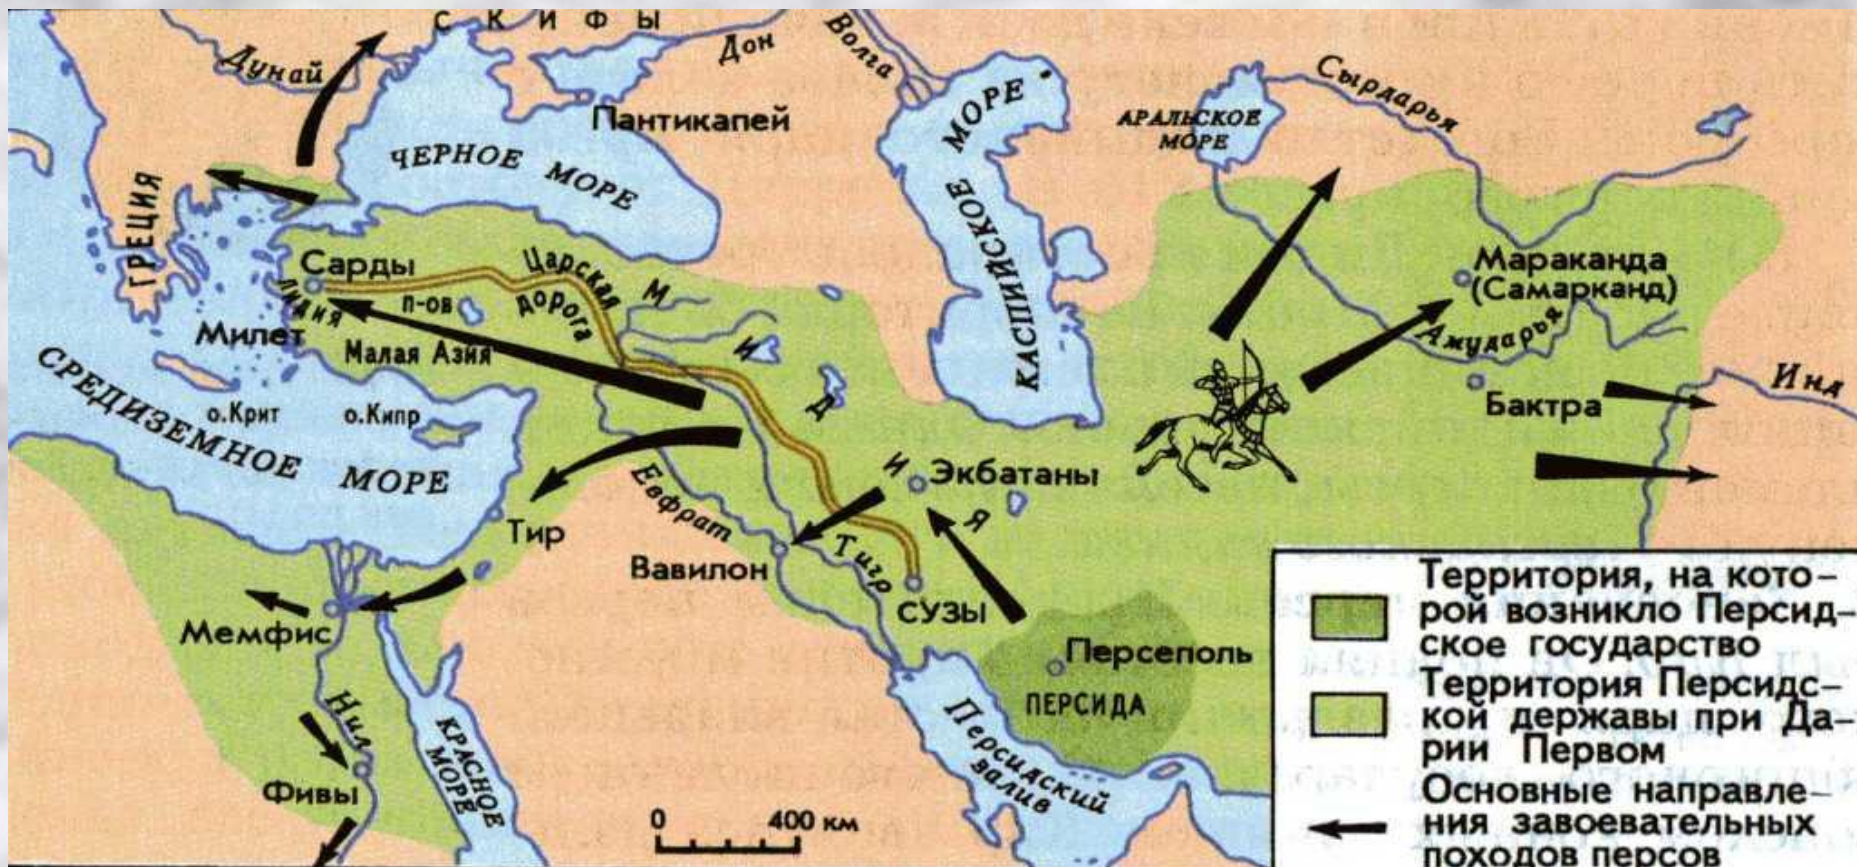 СКИФЫ
Дунай
Дон
Волга
Пантикапей
МОРЕ
КАСПИЙСКОЕ
АРАЛЬСКОЕ
МОРЕ
Сырдарья
ЧЕРНОЕ МОРЕ
ГРЕЦИЯ
Сарды
ЛИДИЯ
Царская
дорога
п-ов
Малая Азия
Милет
МИДИЯ
Мараканда
(Самарканд)
Амударья
Бактра
Инд
СРЕДИЗЕМНОЕ МОРЕ
о.Крит
о.Кипр
Экбатаны
Евфрат
Тир
Вавилон
Тигр
СУЗЫ
Мемфис
Персеполь
ПЕРСИДА
Нил
КРАСНОЕ
МОРЕ
Персидский
залив
Фивы
0 400 км
Территория, на кото-
рой возникло Персид-
ское государство
Территория Персидс-
кой державы при Да-
рии Первом
Основные направле-
ния завоевательных
походов персов